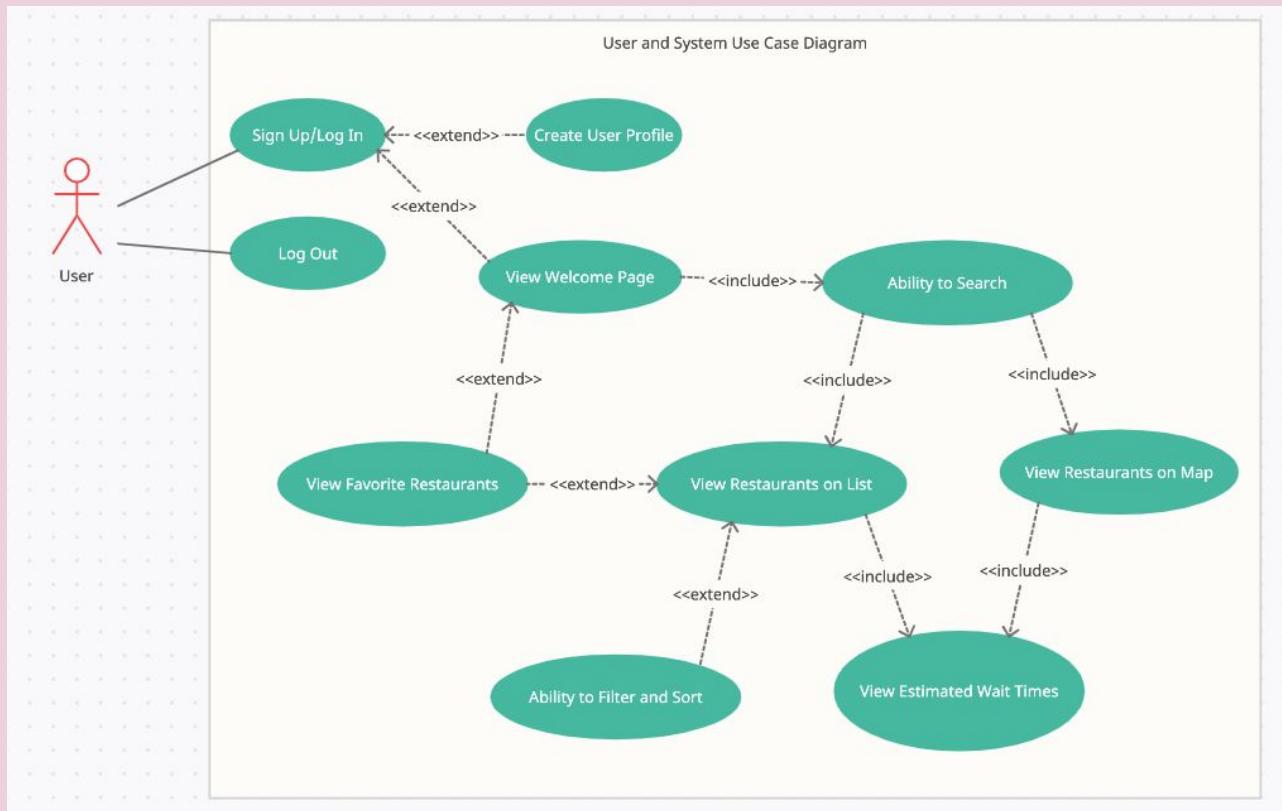 User and System Use Case Diagram
Sign Up/Log In
<<extend>>
Create User Profile
<<extend>>
User
Log Out
View Welcome Page
<<include>>
Ability to Search
<<extend>>
<<include>>
<<include>>
View Favorite Restaurants
<<extend>>
View Restaurants on List
View Restaurants on Map
<<extend>>
<<include>>
<<include>>
Ability to Filter and Sort
View Estimated Wait Times